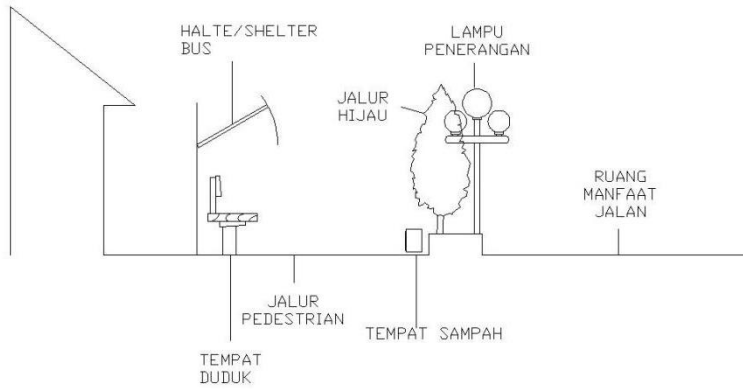 HALTE/SHELTER
BUS
LAMPU
PENERANGAN
JALUR
HIJAU
RUANG
MANFAAT
JALAN
JALUR
PEDESTRIAN
TEMPAT SAMPAH
TEMPAT
DUDUK